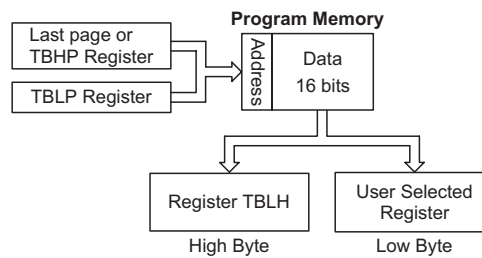 Program Memory
Last page or
TBHP Register
TBLP Register
Address
Data
16 bits
Register TBLH
User Selected
Register
High Byte
Low Byte